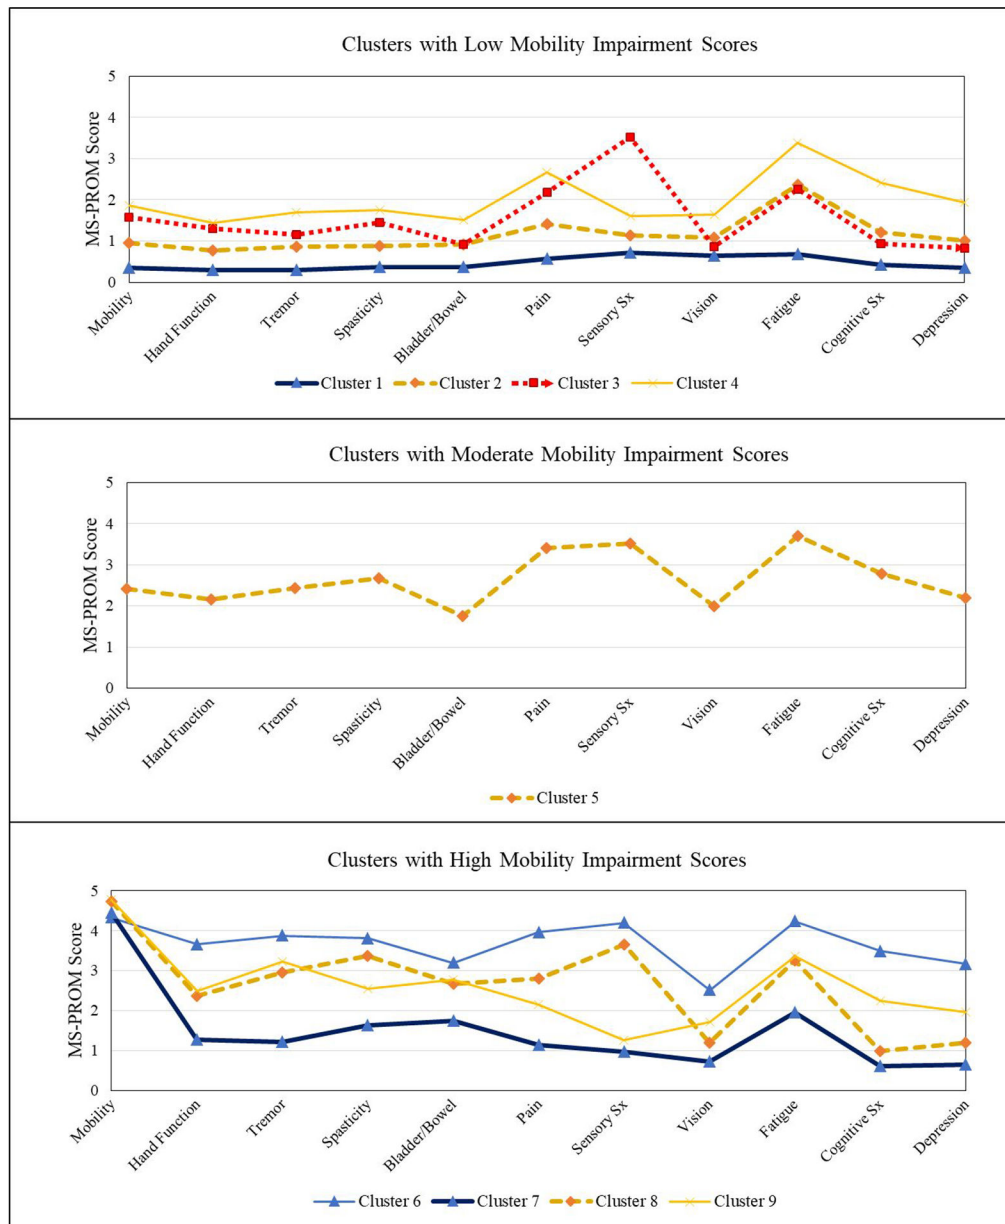 Clusters with Low Mobility Impairment Scores
MS-PROM Score
5
4
3
2
1
0
Mobility
Hand Function
Tremor
Spasticity
Bladder/Bowel
Pain
Sensory Sx
Vision
Fatigue
Cognitive Sx
Depression
Cluster 1 Cluster 2 Cluster 3 Cluster 4
Clusters with Moderate Mobility Impairment Scores
MS-PROM Score
5
4
3
2
1
0
Mobility
Hand Function
Tremor
Spasticity
Bladder/Bowel
Pain
Sensory Sx
Vision
Fatigue
Cognitive Sx
Depression
Cluster 5
Clusters with High Mobility Impairment Scores
MS-PROM Score
5
4
3
2
1
0
Mobility
Hand Function
Tremor
Spasticity
Bladder/Bowel
Pain
Sensory Sx
Vision
Fatigue
Cognitive Sx
Depression
Cluster 6 Cluster 7 Cluster 8 Cluster 9